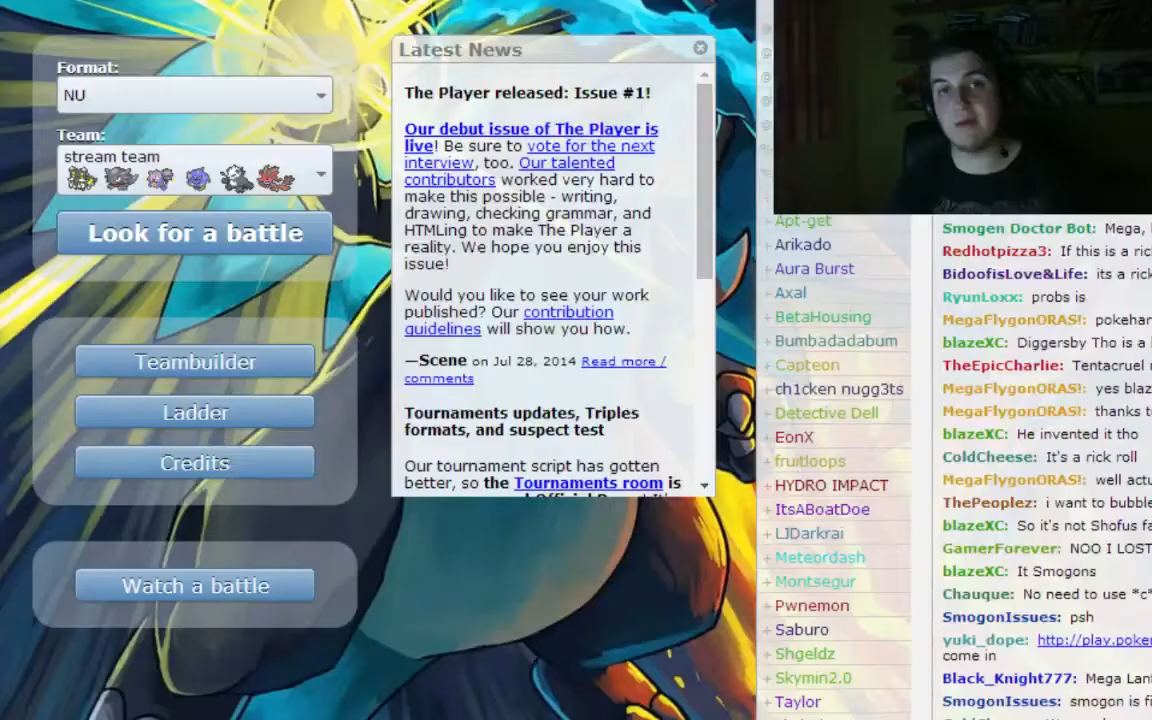 Format:
NU
Team:
stream team
Look for a battle
Teambuilder
Ladder
Credits
Watch a battle
Latest News
The Player released: Issue #1!
Our debut issue of The Player is
live! Be sure to vote for the next
interview, too. Our talented
contributors worked very hard to
make this possible - writing,
drawing, checking grammar, and
HTMLing to make The Player a
reality. We hope you enjoy this
issue!
Would you like to see your work
published? Our contribution
guidelines will show you how.
—Scene on Jul 28, 2014 Read more /
comments
Tournaments updates, Triples
formats, and suspect test
Our tournament script has gotten
better, so the Tournaments room is
+ Apt-get
+ Arikado
+ Aura Burst
+ Axal
+ BetaHousing
+ Bumbadadabum
+ Capteon
+ ch1cken nugg3ts
+ Detective Dell
+ EonX
+ fruitloops
+ HYDRO IMPACT
+ ItsABoatDoe
+ LJDarkrai
+ Meteordash
+ Montsegur
+ Pwnemon
+ Saburo
+ Shgeldz
+ Skymin2.0
+ Taylor
Smogen Doctor Bot: Mega,
Redhotpizza3: If this is a ric
BidoofisLove&Life: its a rick
RyunLoxx: probs is
MegaFlygonORAS!: pokehar
blazeXC: Diggersby Tho is a
TheEpicCharlie: Tentacruel
MegaFlygonORAS!: yes blaz
MegaFlygonORAS!: thanks t
blazeXC: He invented it tho
ColdCheese: It's a rick roll
MegaFlygonORAS!: well actu
ThePeoplez: i want to bubble
blazeXC: So it's not Shofus fa
GamerForever: NOO I LOST
blazeXC: It Smogons
Chauque: No need to use *c*
SmogonIssues: psh
yuki_dope: http://play.poker
come in
Black_Knight777: Mega Lant
SmogonIssues: smogon is fi